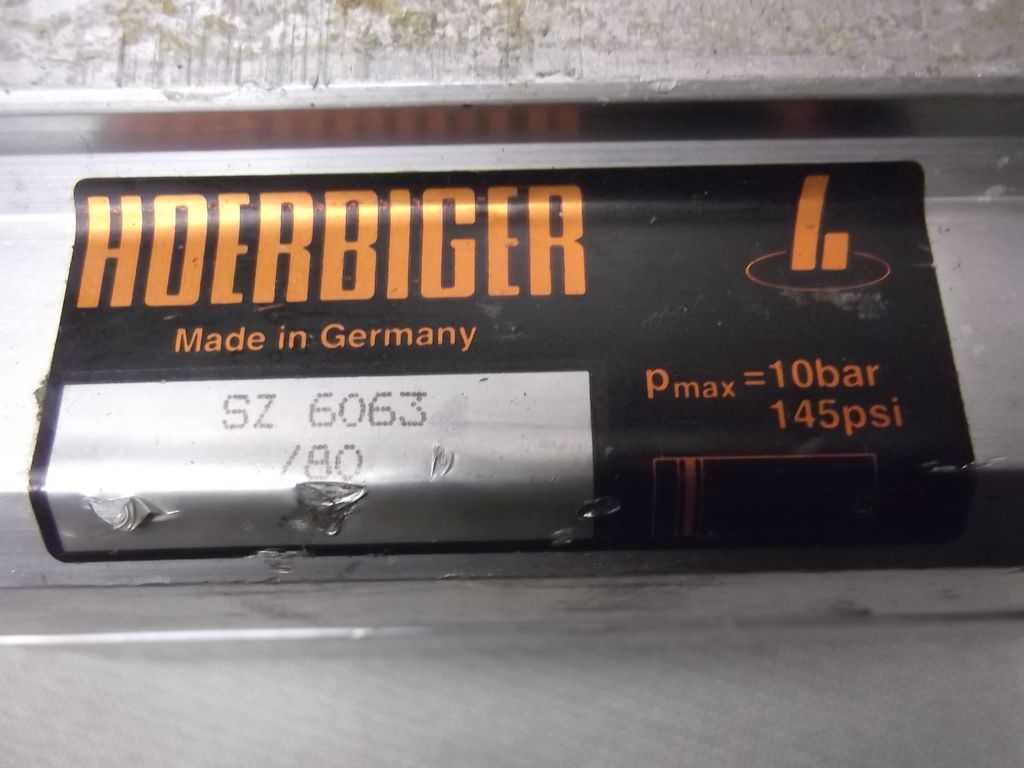 HOERBIGER
Made in Germany
SZ 6063
/80
pmax =10bar
145psi